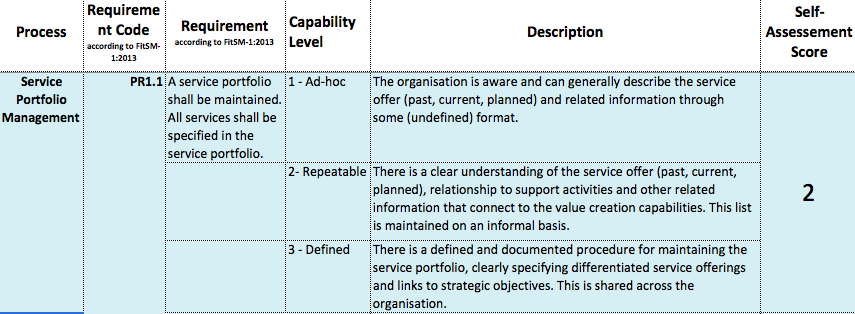 Process
Requireme
nt Code
according to FitSM-
1:2013
Requirement
according to FitSM-1:2013
Capability
Level
Description
Self-
Assessement
Score
Service
Portfolio
Management
PR1.1
A service portfolio
shall be maintained.
All services shall be
specified in the
service portfolio.
1 - Ad-hoc
The organisation is aware and can generally describe the service
offer (past, current, planned) and related information through
some (undefined) format.
2- Repeatable
There is a clear understanding of the service offer (past, current,
planned), relationship to support activities and other related
information that connect to the value creation capabilities. This list
is maintained on an informal basis.
3 - Defined
There is a defined and documented procedure for maintaining the
service portfolio, clearly specifying differentiated service offerings
and links to strategic objectives. This is shared across the
organisation.
2